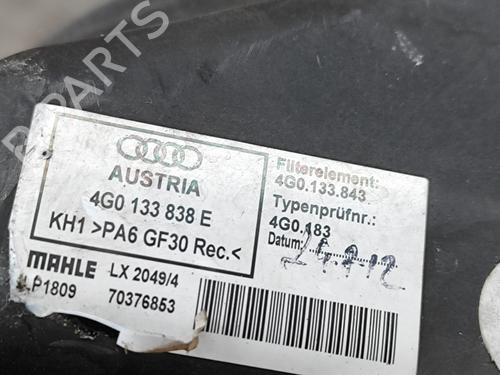 B PARTS
AUSTRIA
4G0 133 838 E
KH1 >PA6 GF30 Rec.<
MAHLE LX 2049/4
LP1809 70376853
Filterelement:
4G0.133.843
Typenprüfnr.:
4G0.183
Datum: